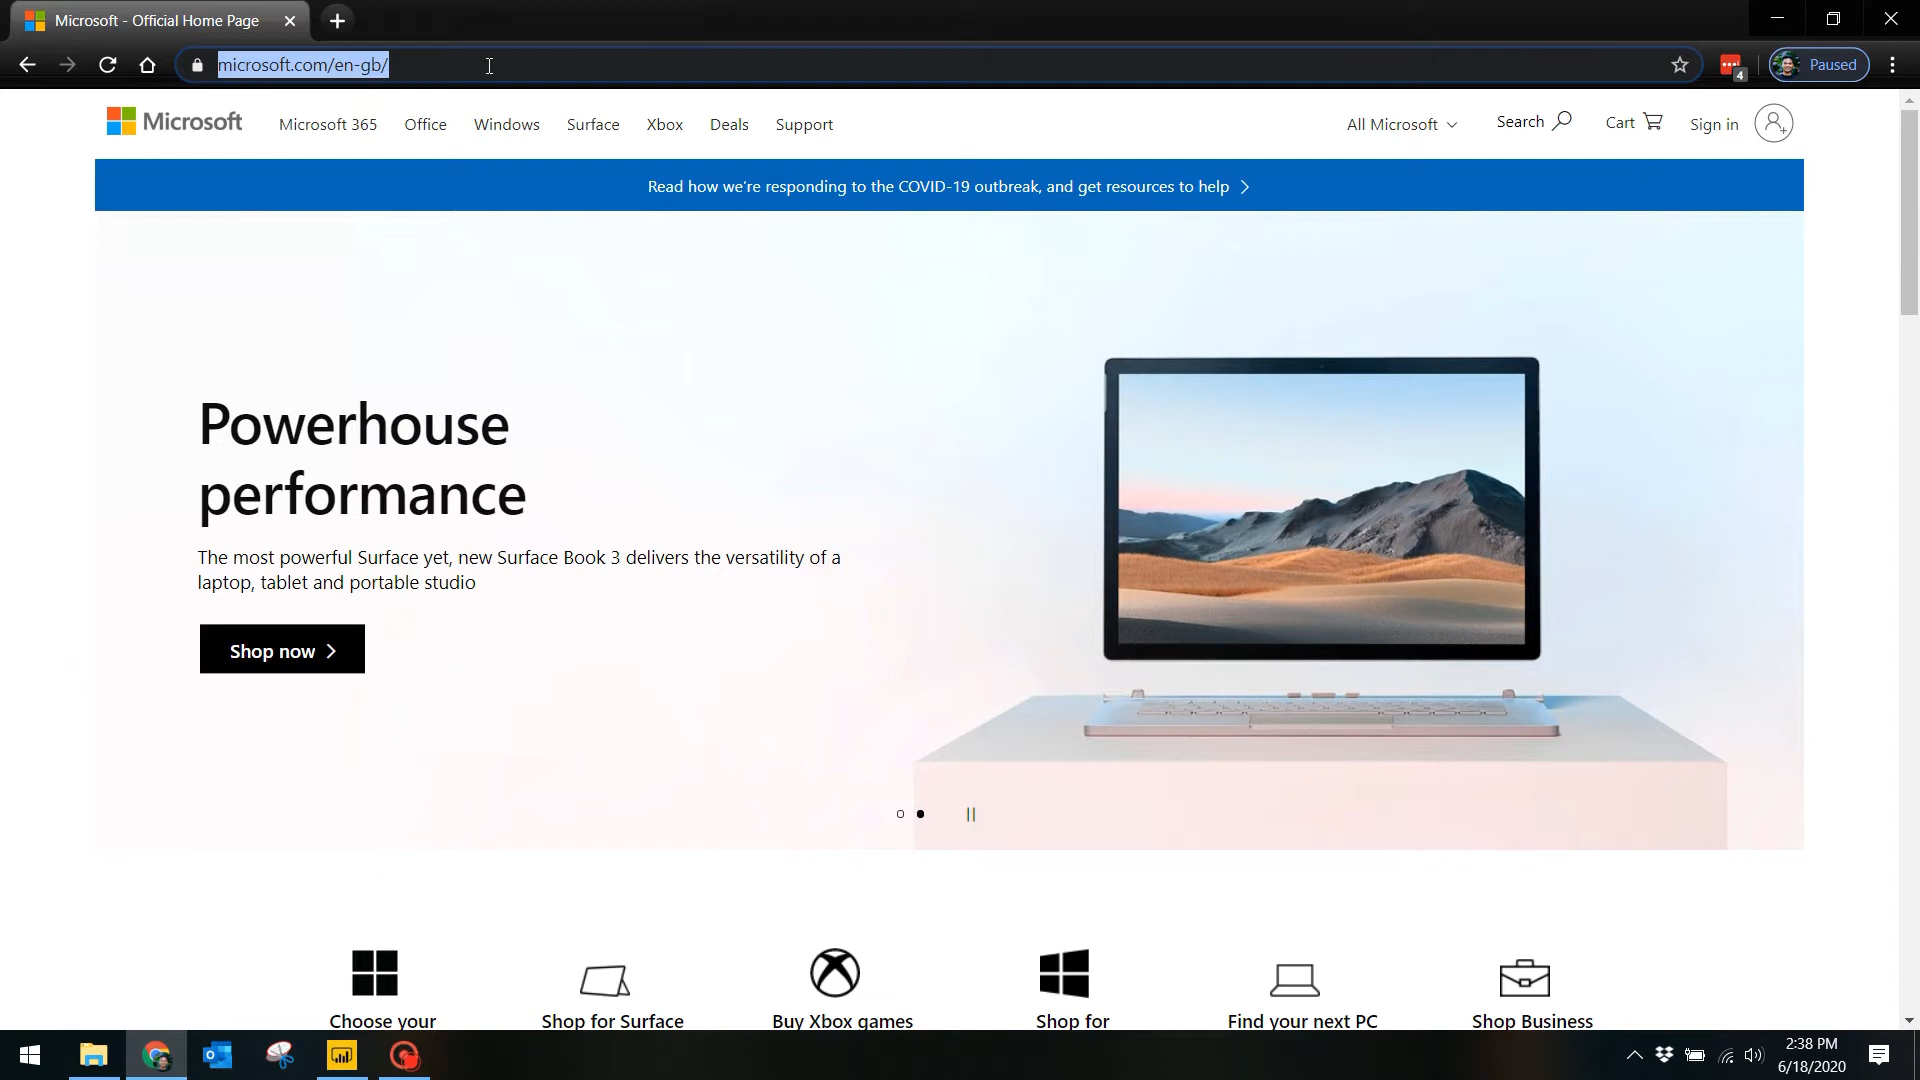 Microsoft - Official Home Page
microsoft.com/en-gb/
4
Paused
Microsoft
Microsoft 365
Office
Windows
Surface
Xbox
Deals
Support
All Microsoft
Search
Cart
Sign in
Read how we're responding to the COVID-19 outbreak, and get resources to help
Powerhouse
performance
The most powerful Surface yet, new Surface Book 3 delivers the versatility of a
laptop, tablet and portable studio
Shop now
Choose your
Shop for Surface
Buy Xbox games
Shop for
Find your next PC
Shop Business
2:38 PM
6/18/2020